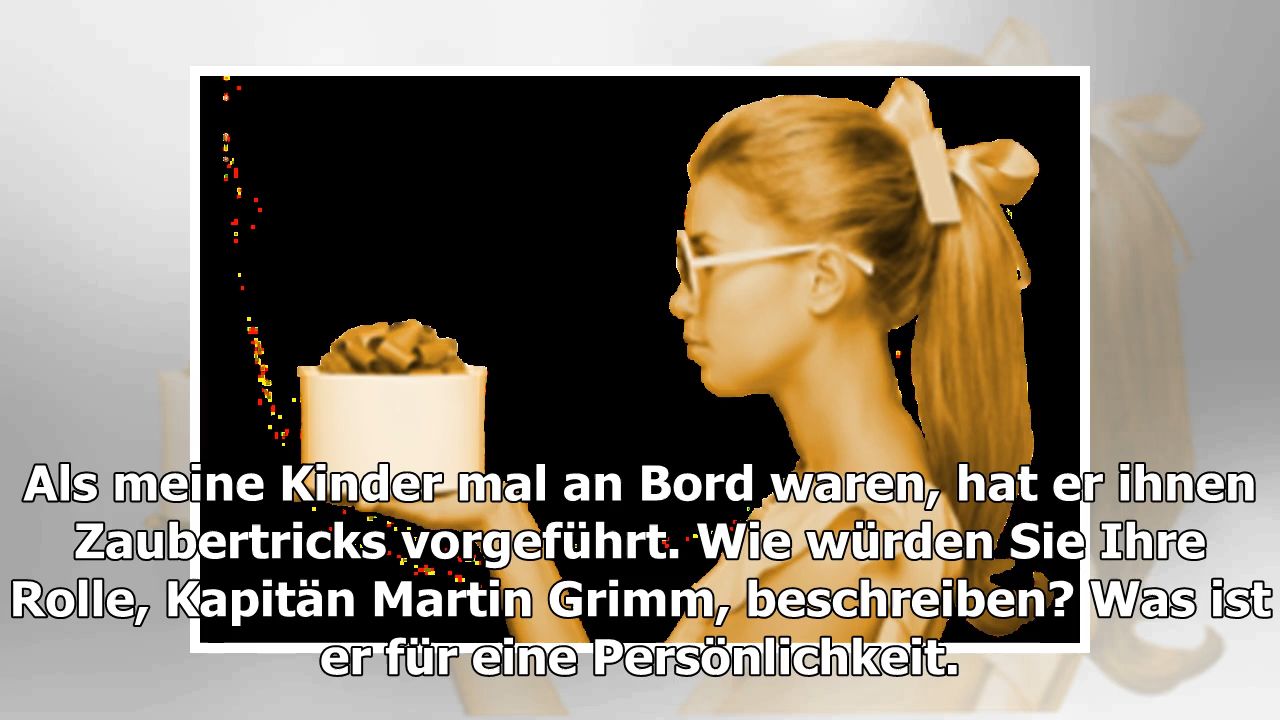 Als meine Kinder mal an Bord waren, hat er ihnen
Zaubertricks vorgeführt. Wie würden Sie Ihre
Rolle, Kapitän Martin Grimm, beschreiben? Was ist
er für eine Persönlichkeit.